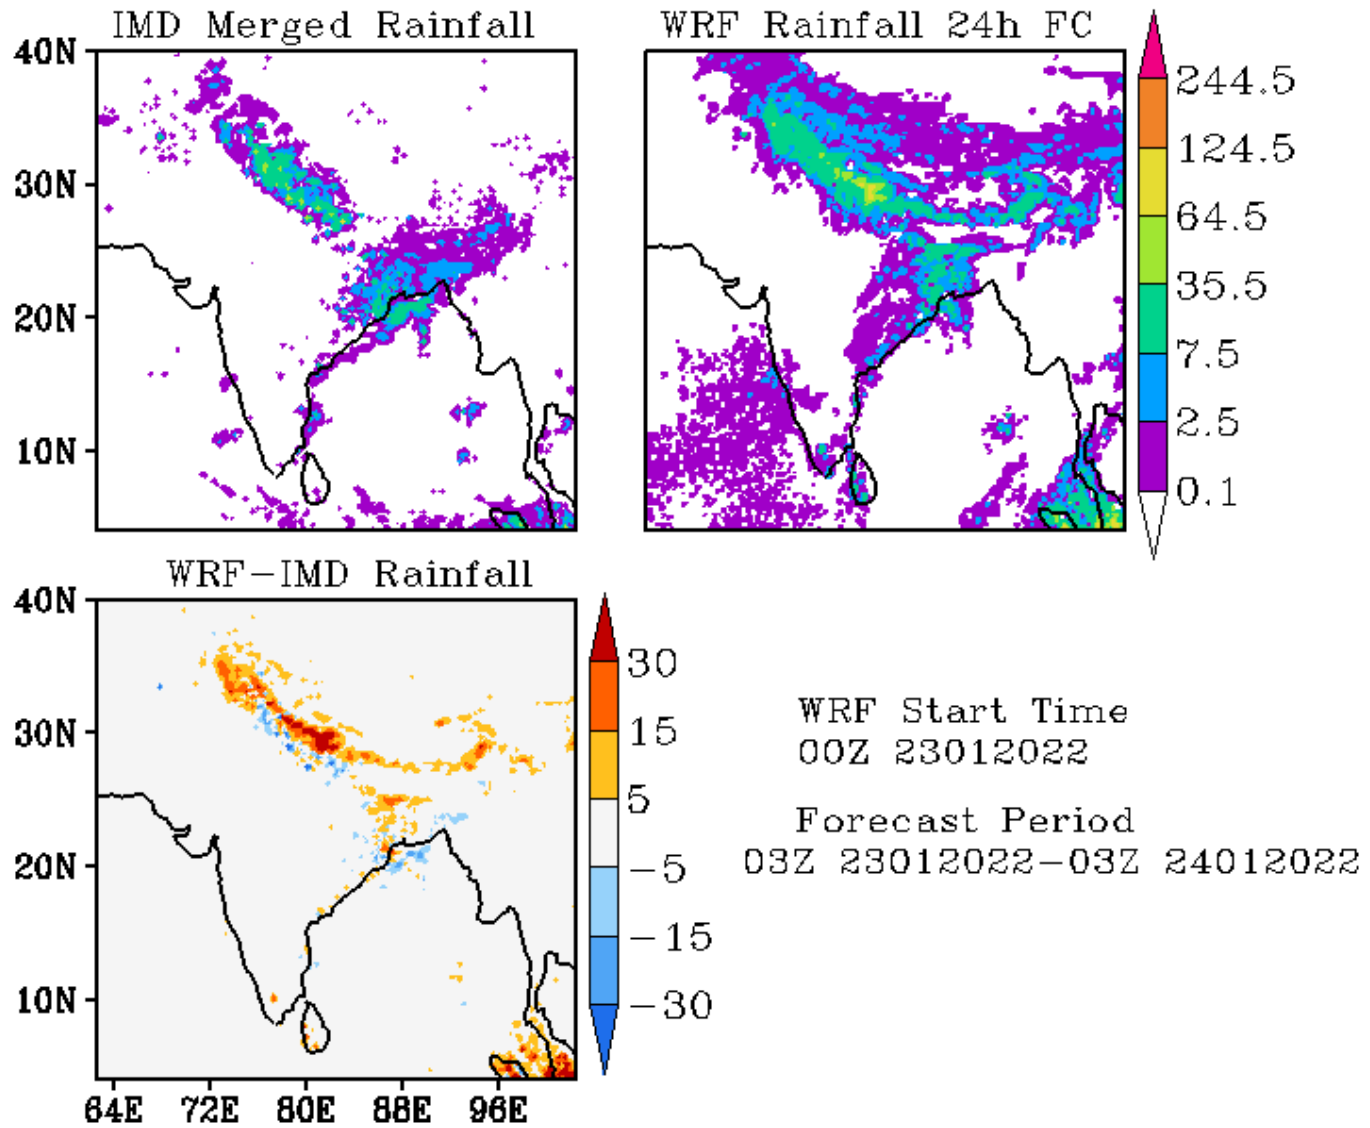 IMD Merged Rainfall
40N
30N
20N
10N
WRF Rainfall 24h FC
244.5
124.5
64.5
35.5
7.5
2.5
0.1
WRF-IMD Rainfall
40N
30N
20N
10N
64E 72E 80E 88E 96E
30
15
5
-5
-15
-30
WRF Start Time
00Z 23012022
Forecast Period
03Z 23012022-03Z 24012022